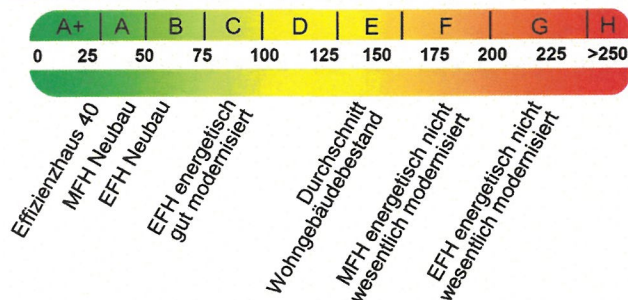 A+ A B C D E F G H
0 25 50 75 100 125 150 175 200 225 >250
Effizienzhaus 40
MFH Neubau
EFH Neubau
EFH energetisch
gut modernisiert
Durchschnitt
Wohngebäudebestand
MFH energetisch nicht
wesentlich modernisiert
EFH energetisch nicht
wesentlich modernisiert